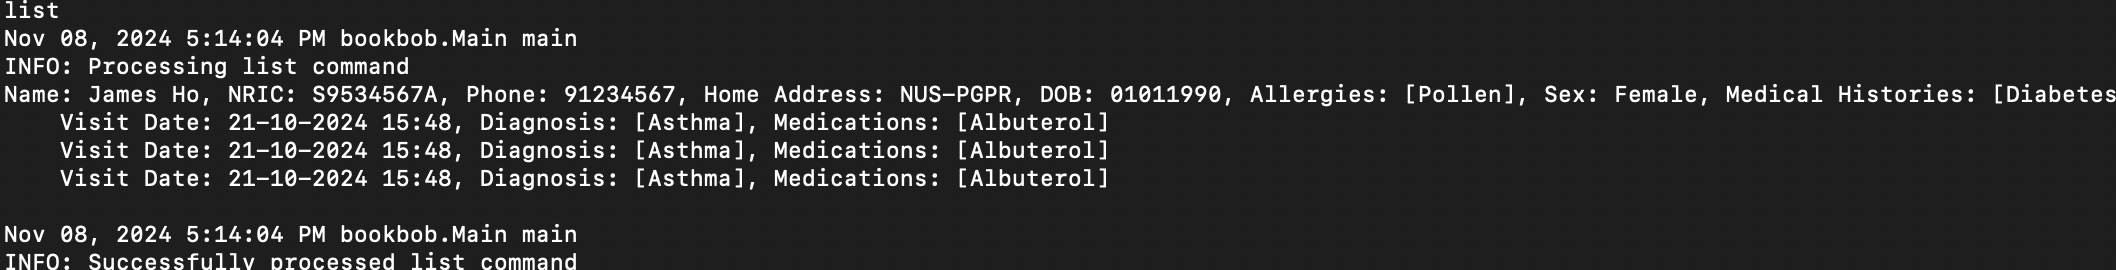 list
Nov 08, 2024 5:14:04 PM bookbob.Main main
INFO: Processing list command
Name: James Ho, NRIC: S9534567A, Phone: 91234567, Home Address: NUS-PGPR, DOB: 01011990, Allergies: [Pollen], Sex: Female, Medical Histories: [Diabetes
    Visit Date: 21-10-2024 15:48, Diagnosis: [Asthma], Medications: [Albuterol]
    Visit Date: 21-10-2024 15:48, Diagnosis: [Asthma], Medications: [Albuterol]
    Visit Date: 21-10-2024 15:48, Diagnosis: [Asthma], Medications: [Albuterol]
Nov 08, 2024 5:14:04 PM bookbob.Main main
INFO: Successfully processed list command